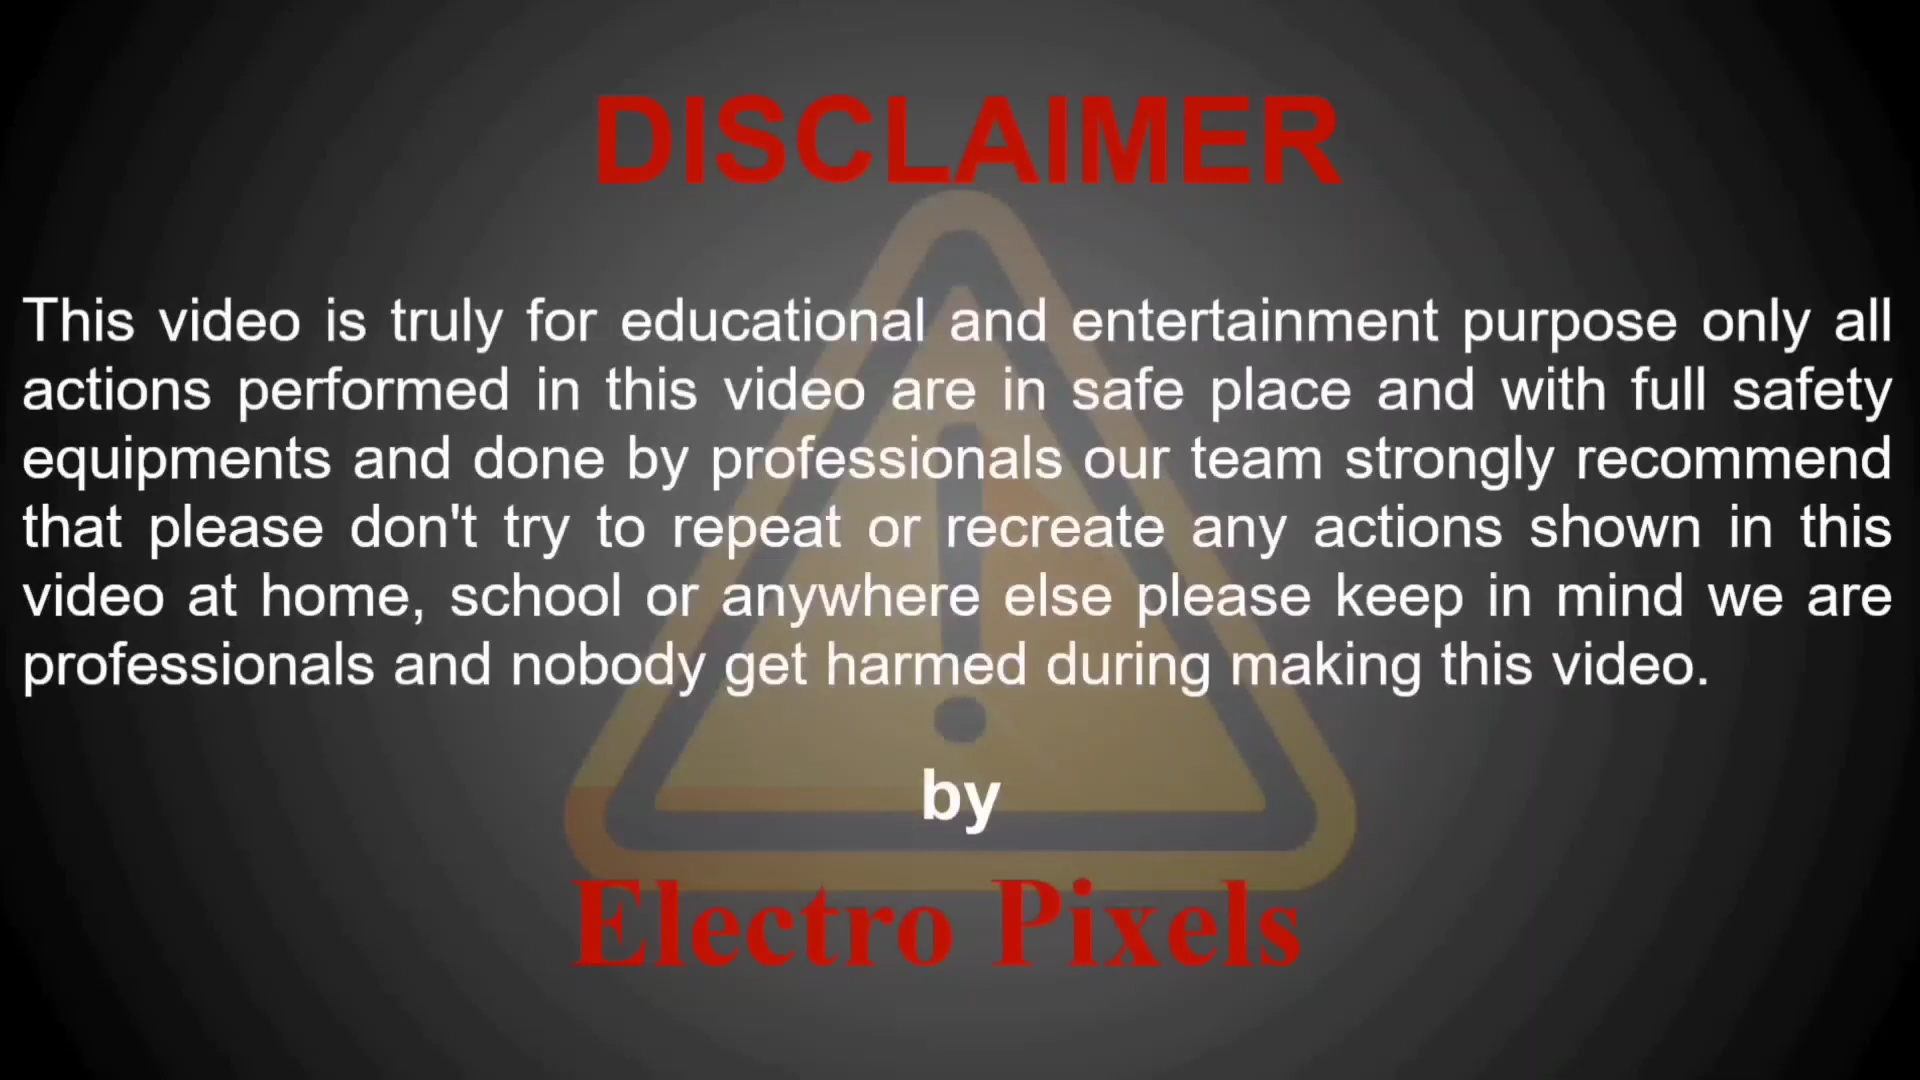 DISCLAIMER
This video is truly for educational and entertainment purpose only all
actions performed in this video are in safe place and with full safety
equipments and done by professionals our team strongly recommend
that please don't try to repeat or recreate any actions shown in this
video at home, school or anywhere else please keep in mind we are
professionals and nobody get harmed during making this video.
by
Electro Pixels